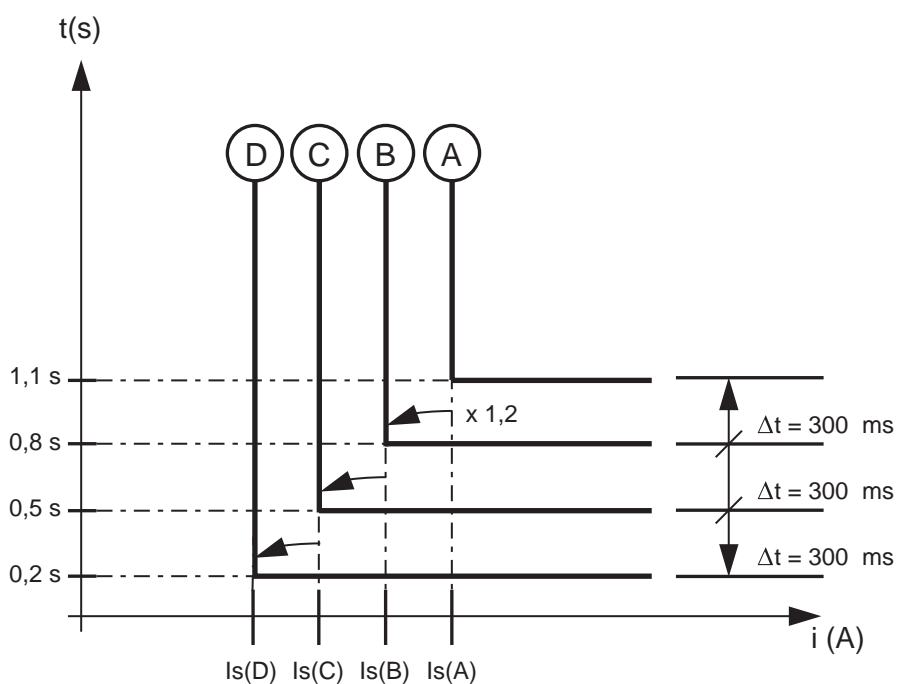 t(s)
D C B A
1,1 s
x 1,2
Δt = 300 ms
0,8 s
Δt = 300 ms
0,5 s
Δt = 300 ms
0,2 s
i (A)
Is(D) Is(C) Is(B) Is(A)